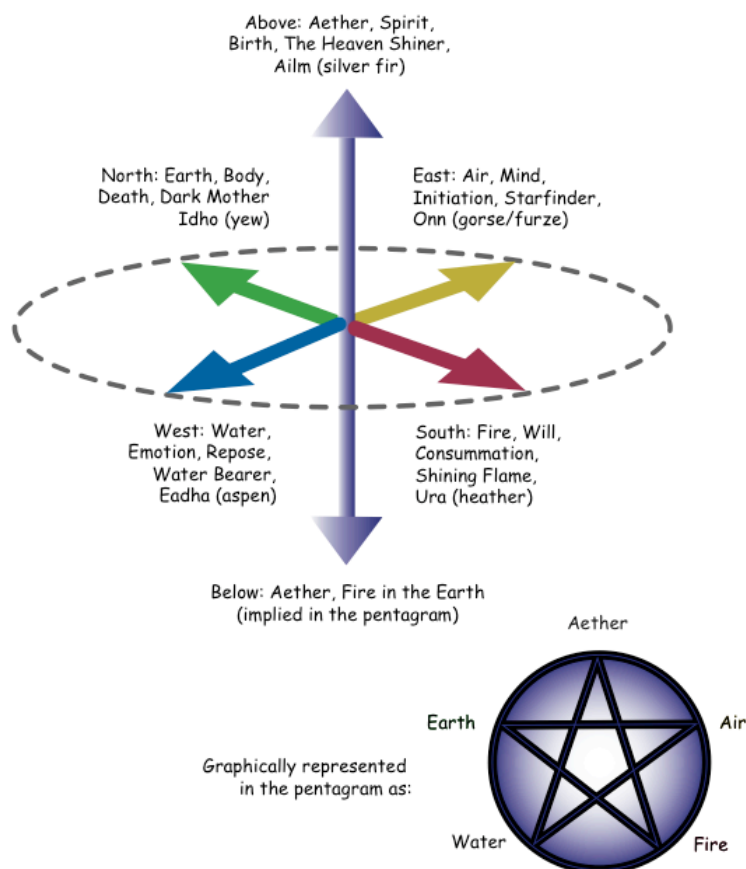 Above: Aether, Spirit,
Birth, The Heaven Shiner,
Ailm (silver fir)
North: Earth, Body,
Death, Dark Mother
Idho (yew)
East: Air, Mind,
Initiation, Starfinder,
Onn (gorse/furze)
West: Water,
Emotion, Repose,
Water Bearer,
Eadha (aspen)
South: Fire, Will,
Consummation,
Shining Flame,
Ura (heather)
Below: Aether, Fire in the Earth
(implied in the pentagram)
Aether
Earth
Air
Graphically represented
in the pentagram as:
Water
Fire